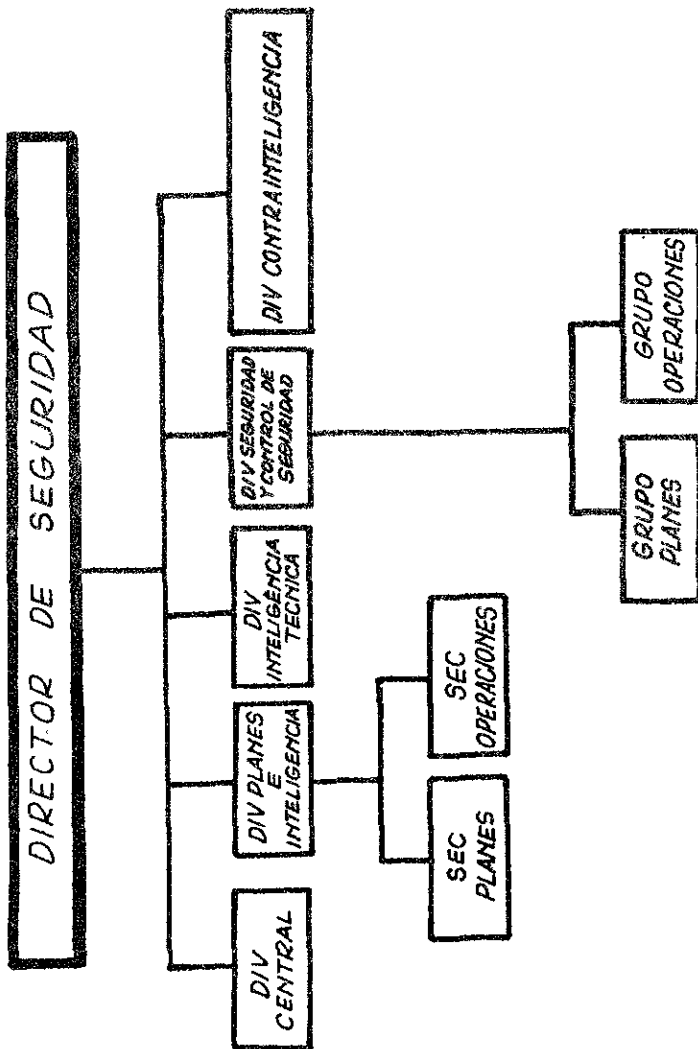 DIRECTOR DE SEGURIDAD
DIV
CENTRAL
DIV PLANES
E
INTELIGENCIA
DIV
INTELIGENCIA
TECNICA
DIV SEGURIDAD
Y CONTROL DE
SEGURIDAD
DIV CONTRAINTELIGENCIA
SEC
PLANES
SEC
OPERACIONES
GRUPO
PLANES
GRUPO
OPERACIONES